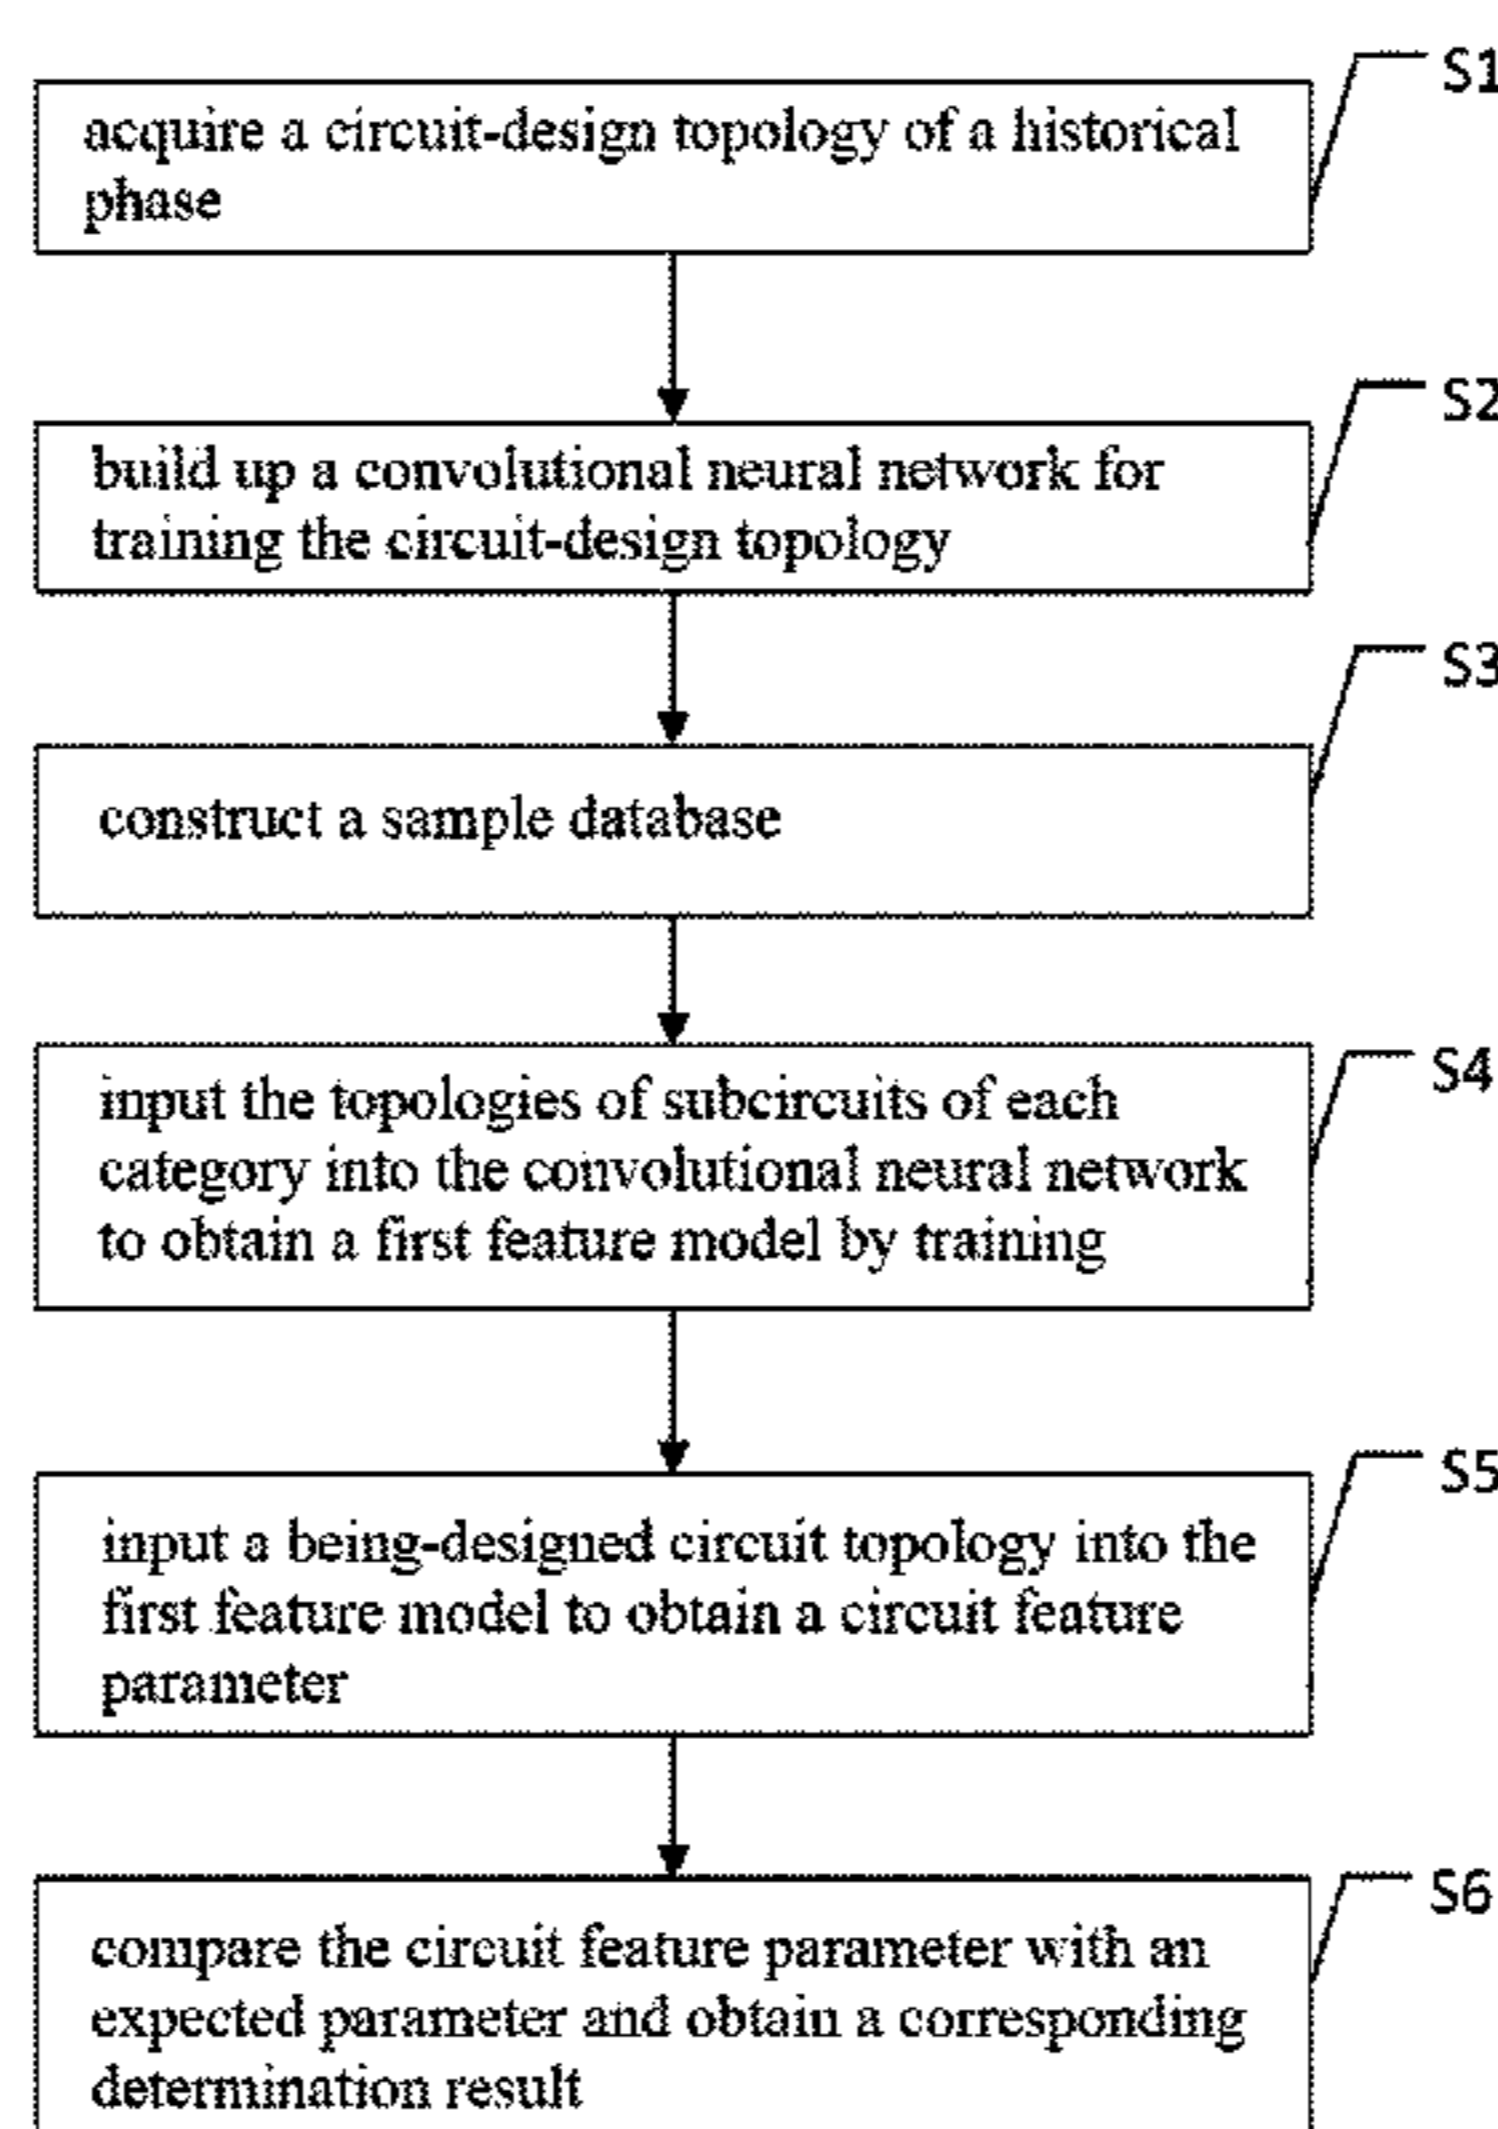 S1
acquire a circuit-design topology of a historical
phase
S2
build up a convolutional neural network for
training the circuit-design topology
S3
construct a sample database
S4
input the topologies of subcircuits of each
category into the convolutional neural network
to obtain a first feature model by training
S5
input a being-designed circuit topology into the
first feature model to obtain a circuit feature
parameter
S6
compare the circuit feature parameter with an
expected parameter and obtain a corresponding
determination result